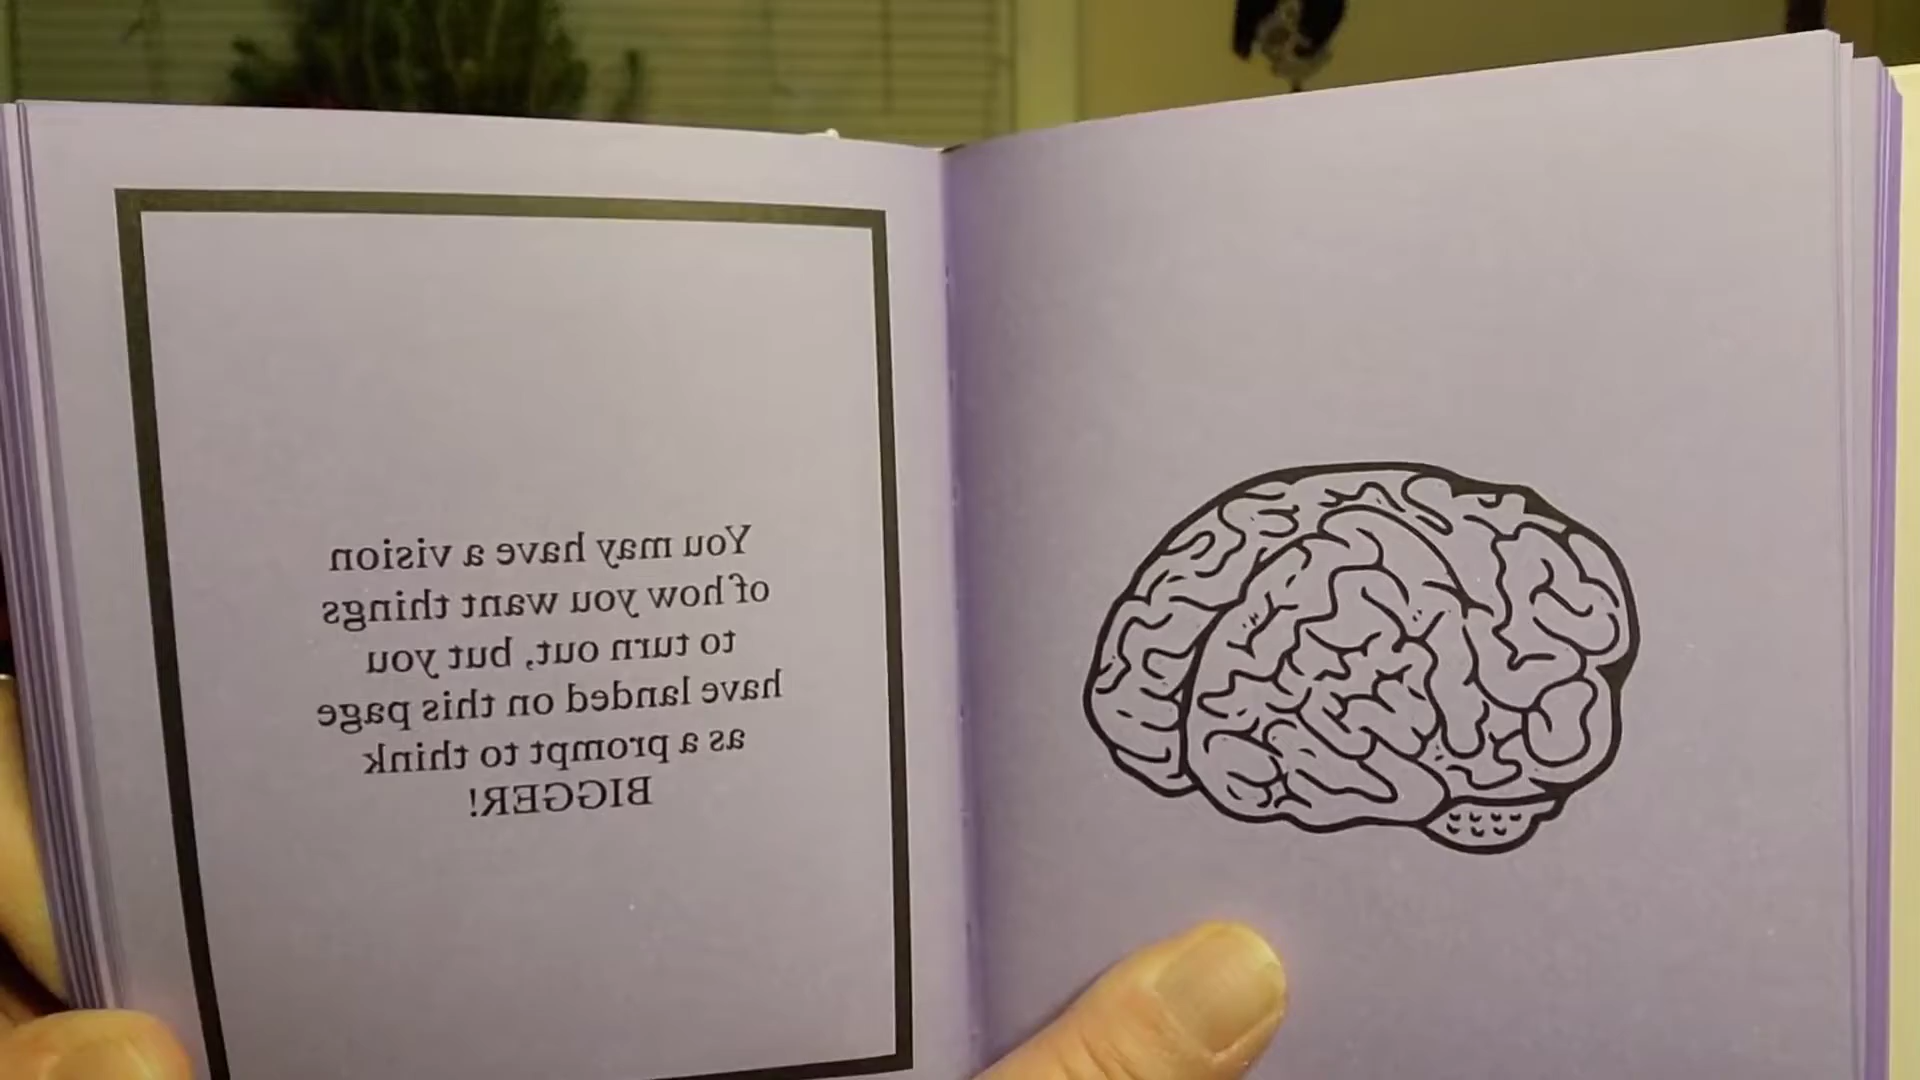 You may have a vision
of how you want things
to turn out, but you
have landed on this page
as a prompt to think
BIGGER!